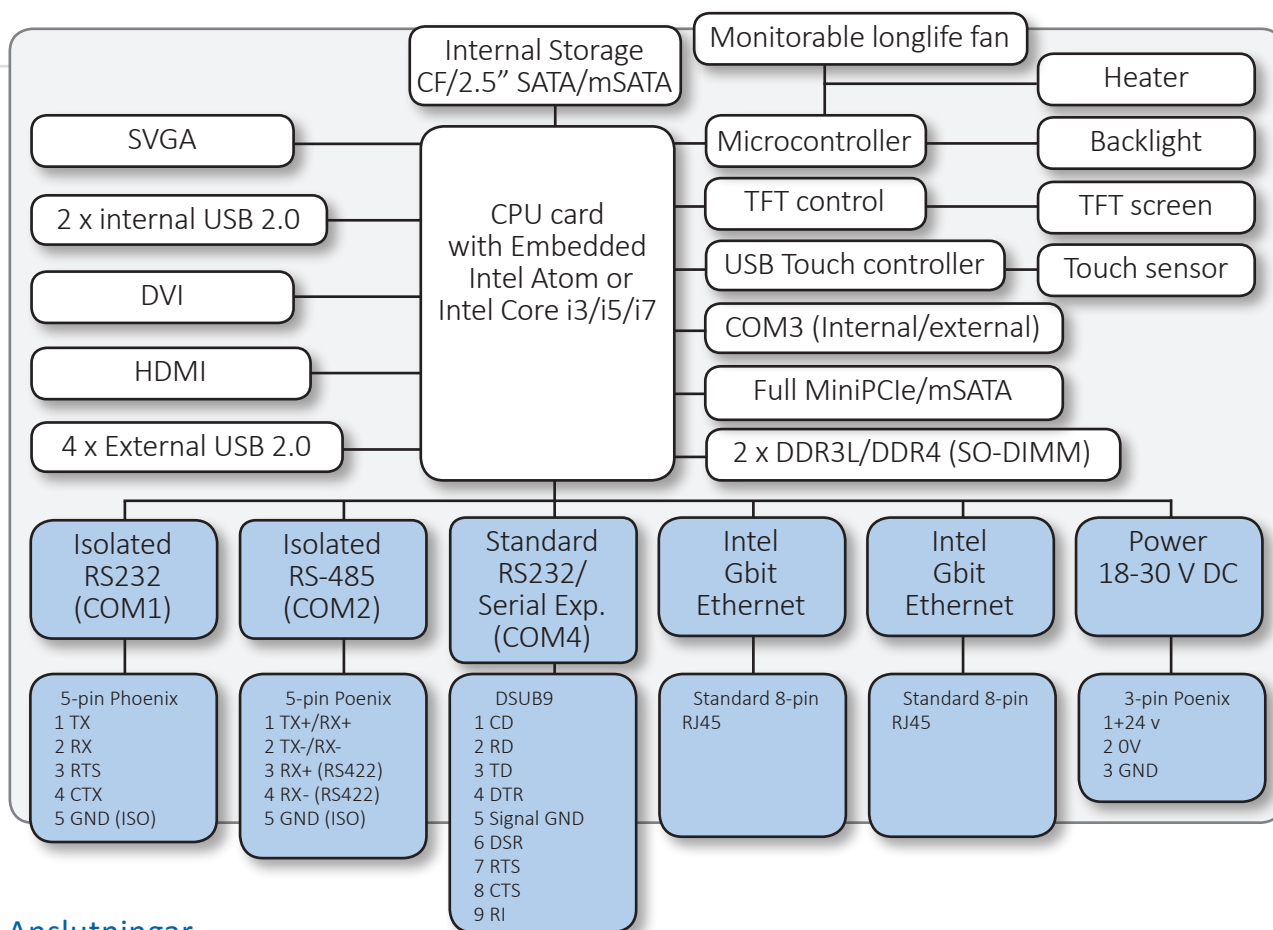 Internal Storage
CF/2.5” SATA/mSATA
Monitorable longlife fan
Heater
SVGA
Microcontroller
Backlight
2 x internal USB 2.0
TFT control
TFT screen
CPU card
with Embedded
Intel Atom or
Intel Core i3/i5/i7
USB Touch controller
Touch sensor
DVI
COM3 (Internal/external)
HDMI
Full MiniPCIe/mSATA
4 x External USB 2.0
2 x DDR3L/DDR4 (SO-DIMM)
Isolated
RS232
(COM1)
Isolated
RS-485
(COM2)
Standard
RS232/
Serial Exp.
(COM4)
Intel
Gbit
Ethernet
Intel
Gbit
Ethernet
Power
18-30 V DC
5-pin Phoenix
1 TX
2 RX
3 RTS
4 CTX
5 GND (ISO)
5-pin Poenix
1 TX+/RX+
2 TX-/RX-
3 RX+ (RS422)
4 RX- (RS422)
5 GND (ISO)
DSUB9
1 CD
2 RD
3 TD
4 DTR
5 Signal GND
6 DSR
7 RTS
8 CTS
9 RI
Standard 8-pin
RJ45
Standard 8-pin
RJ45
3-pin Poenix
1+24 v
2 0V
3 GND
Anslutningar